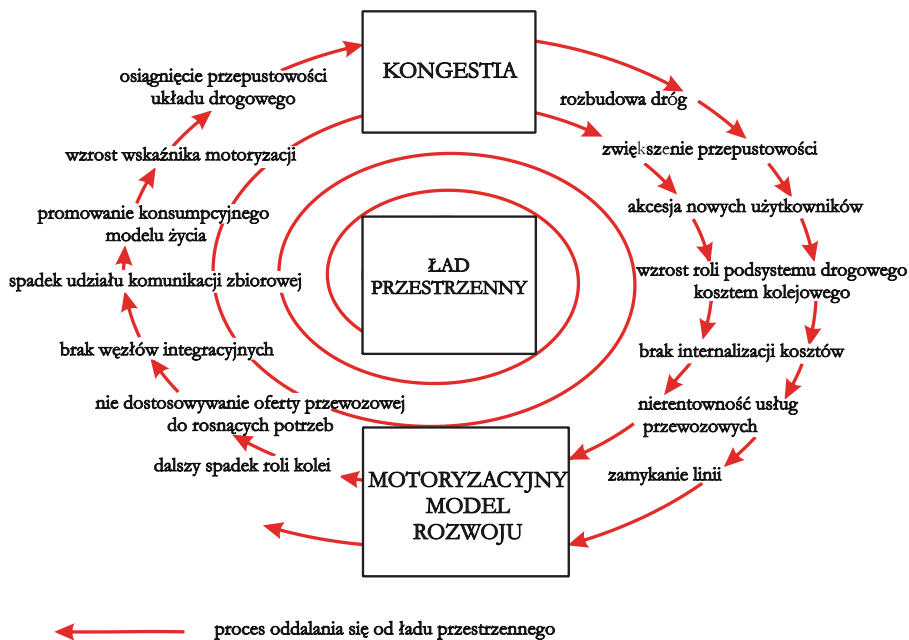 KONGESTIA
osiągnięcie przepustowości
układu drogowego
rozbudowa dróg
wzrost wskaźnika motoryzacji
zwiększenie przepustowości
promowanie konsumpcyjnego
modelu życia
akcesja nowych użytkowników
ŁAD
PRZESTRZENNY
spadek udziału komunikacji zbiorowej
wzrost roli podsystemu drogowego
kosztem kolejowego
brak węzłów integracyjnych
brak internalizacji kosztów
nie dostosowywanie oferty przewozowej
do rosnących potrzeb
nierentowność usług
przewozowych
dalszy spadek roli kolei
zamykanie linii
MOTORYZACYJNY
MODEL
ROZWOJU
proces oddalania się od ładu przestrzennego